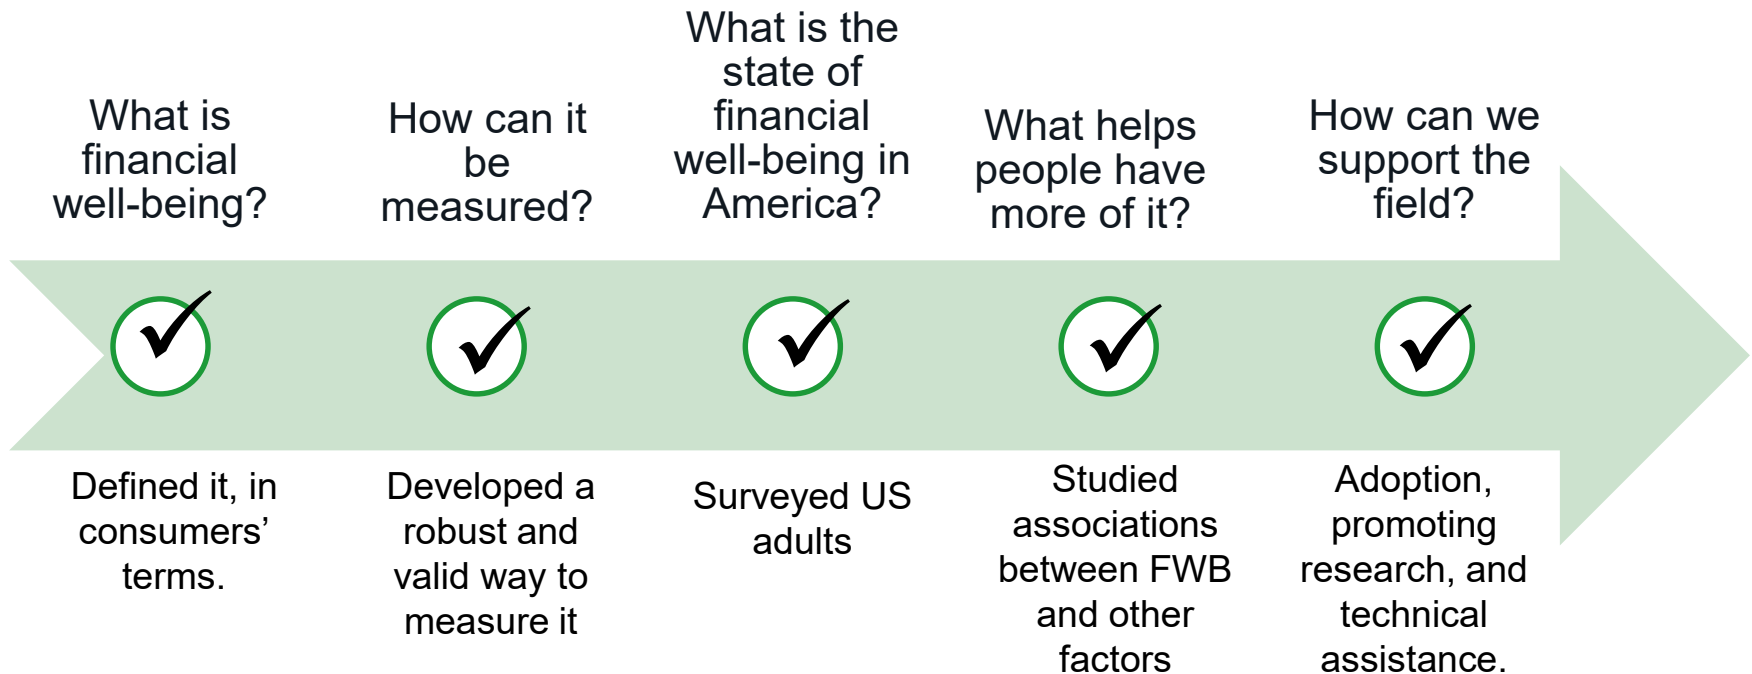 What is
financial
well-being?
How can it
be
measured?
What is the
state of
financial
well-being in
America?
What helps
people have
more of it?
How can we
support the
field?
Defined it, in
consumers’
terms.
Developed a
robust and
valid way to
measure it
Surveyed US
adults
Studied
associations
between FWB
and other
factors
Adoption,
promoting
research, and
technical
assistance.